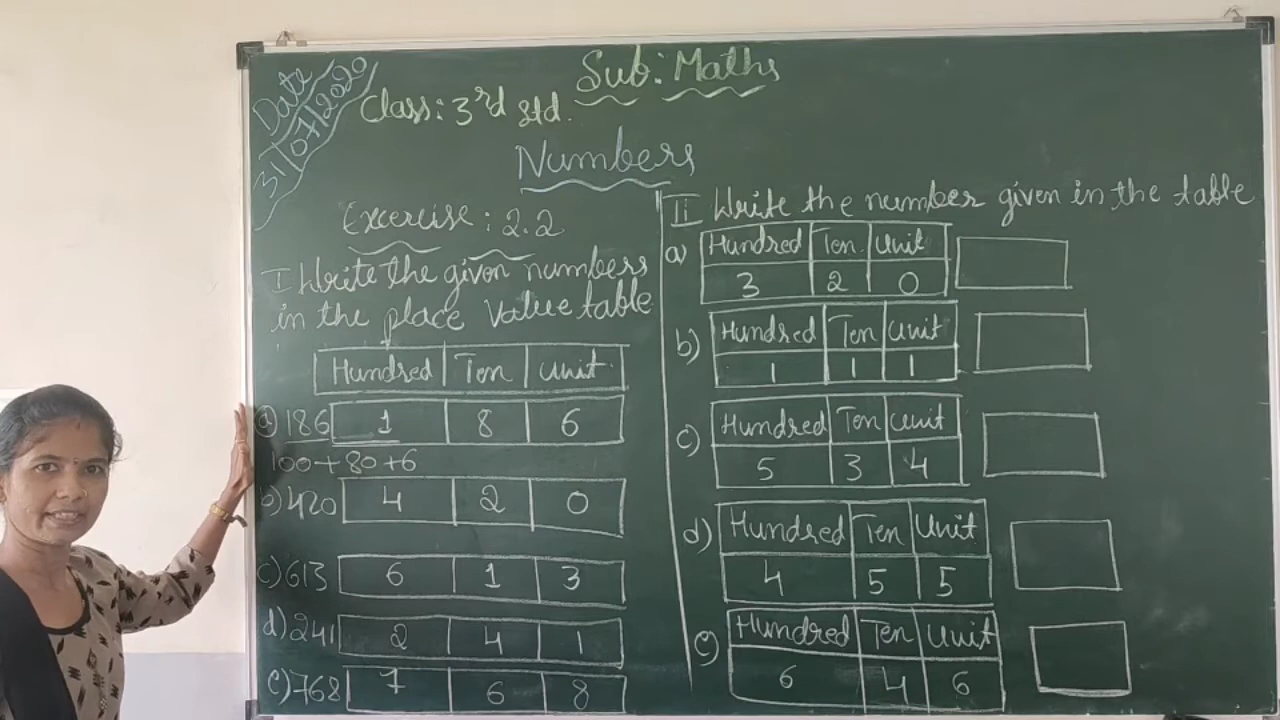 Date
31/07/2020
Sub: Maths
Class: 3rd std.
Numbers
Excercise: 2.2
I Write the given numbers
in the place value table
Hundred Ten Unit
a) 186 1 8 6
100+80+6
b) 420 4 2 0
c) 613 6 1 3
d) 241 2 4 1
e) 768 7 6 8
II Write the number given in the table
a) Hundred Ten Unit
3 2 0
b) Hundred Ten Unit
1 1 1
c) Hundred Ten Unit
5 3 4
d) Hundred Ten Unit
4 5 5
e) Hundred Ten Unit
6 4 6